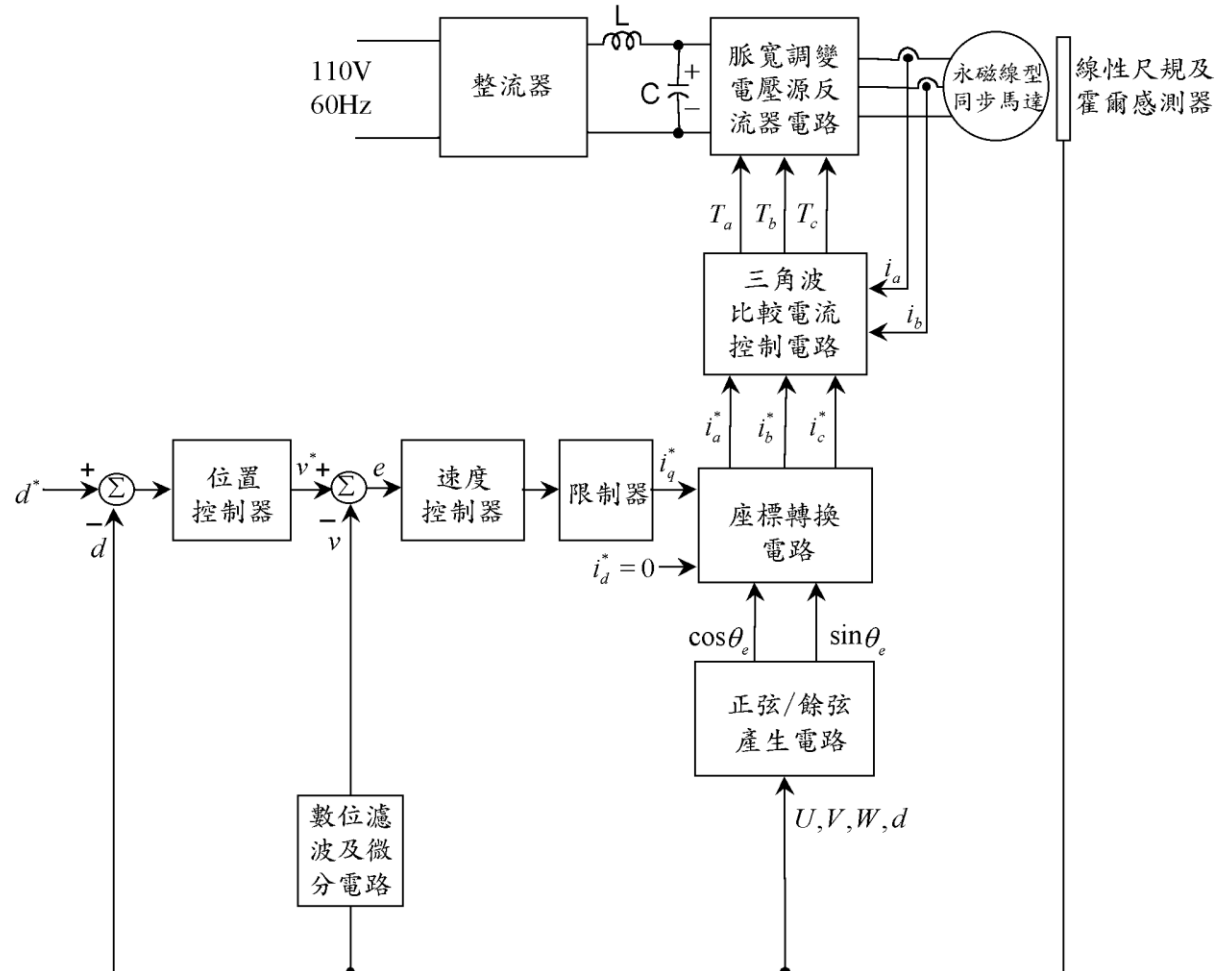 L
110V
60Hz
整流器
+
C
−
脈寬調變
電壓源反
流器電路
永磁線型
同步馬達
線性尺規及
霍爾感測器
T_a
T_b
T_c
三角波
比較電流
控制電路
i_a
i_b
i_a^*
i_b^*
i_c^*
d^*
+
Σ
−
d
位置
控制器
v^*
+
Σ
−
v
e
速度
控制器
限制器
i_q^*
i_d^* = 0
座標轉換
電路
cosθ_e
sinθ_e
正弦/餘弦
產生電路
數位濾
波及微
分電路
U,V,W,d